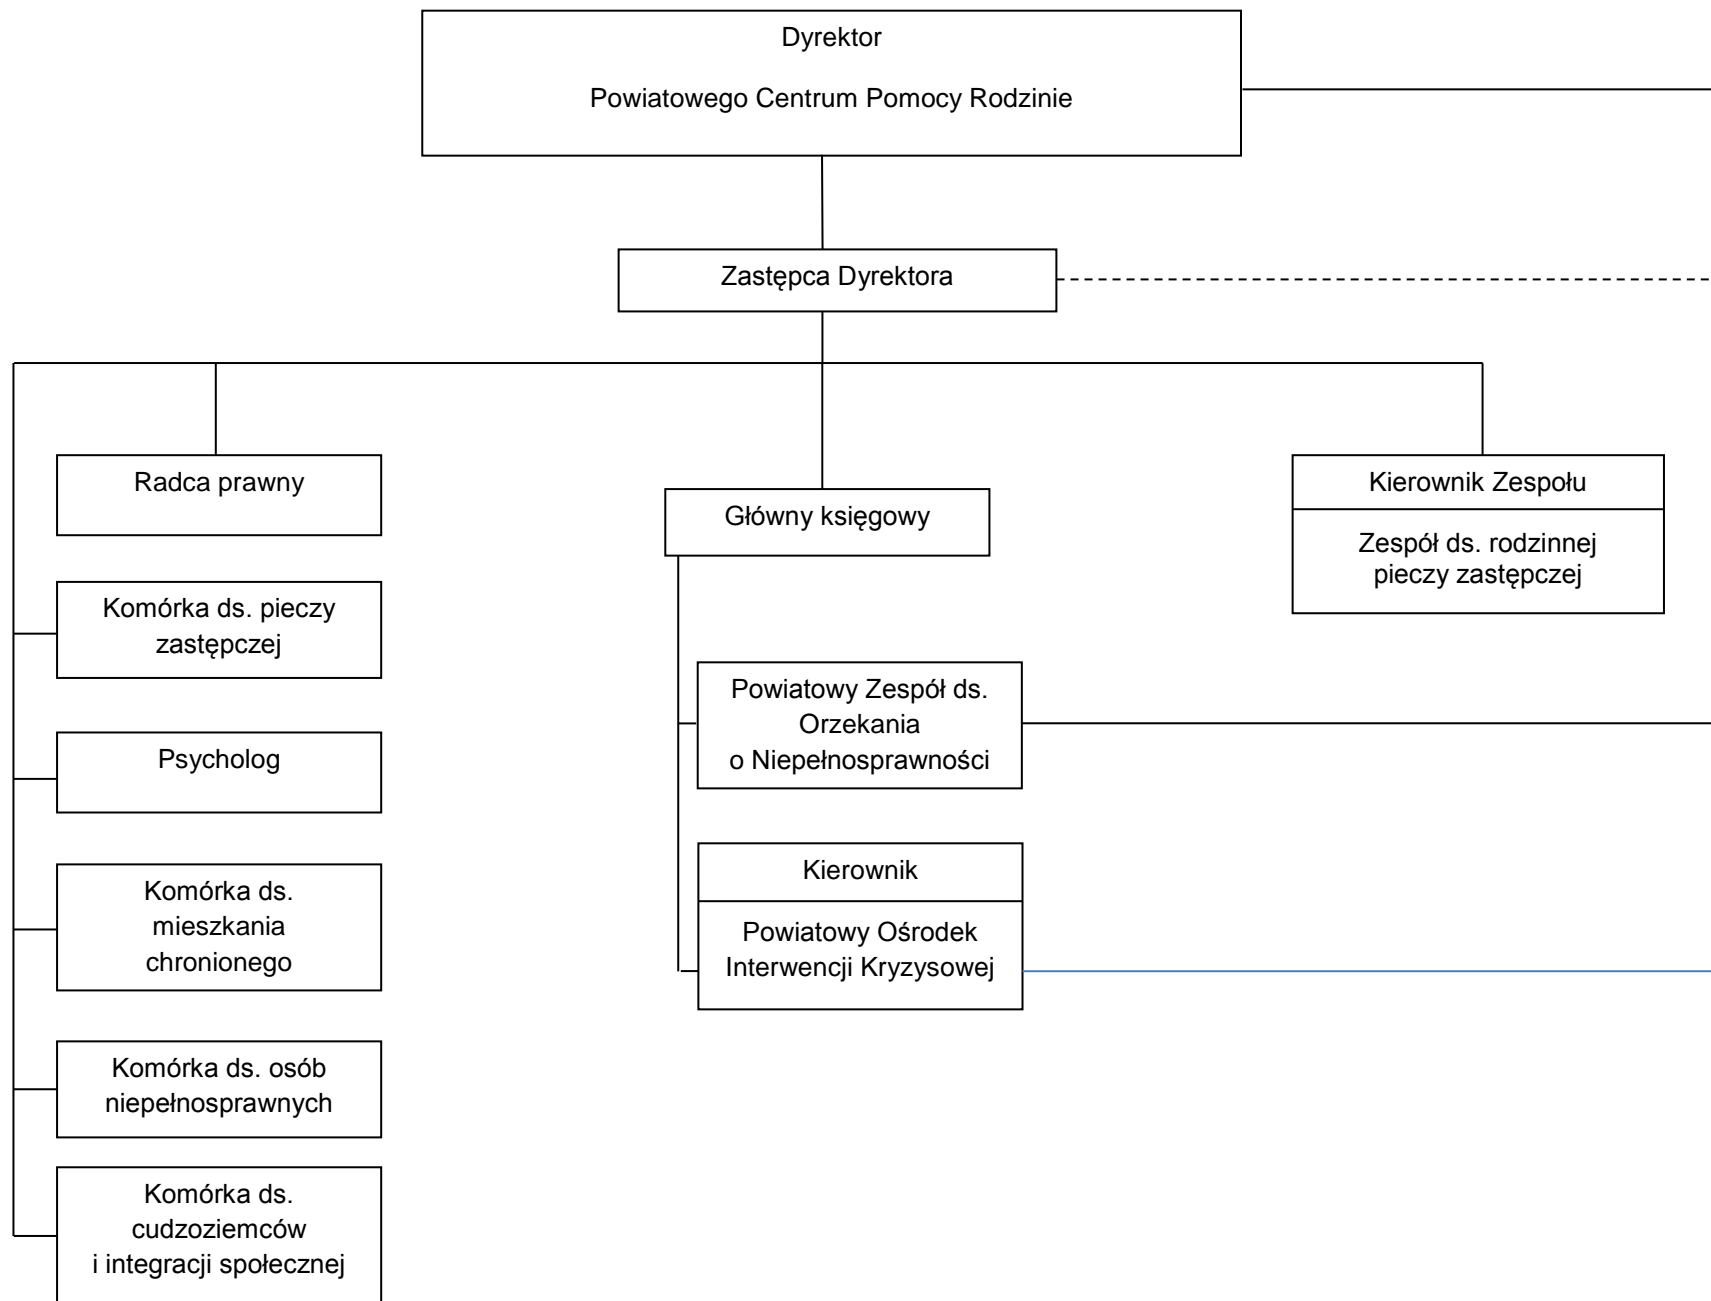 Dyrektor
Powiatowego Centrum Pomocy Rodzinie
Zastępca Dyrektora
Radca prawny
Komórka ds. pieczy
zastępczej
Psycholog
Komórka ds.
mieszkania
chronionego
Komórka ds. osób
niepełnosprawnych
Komórka ds.
cudzoziemców
i integracji społecznej
Główny księgowy
Powiatowy Zespół ds.
Orzekania
o Niepełnosprawności
Kierownik
Powiatowy Ośrodek
Interwencji Kryzysowej
Kierownik Zespołu
Zespół ds. rodzinnej
pieczy zastępczej